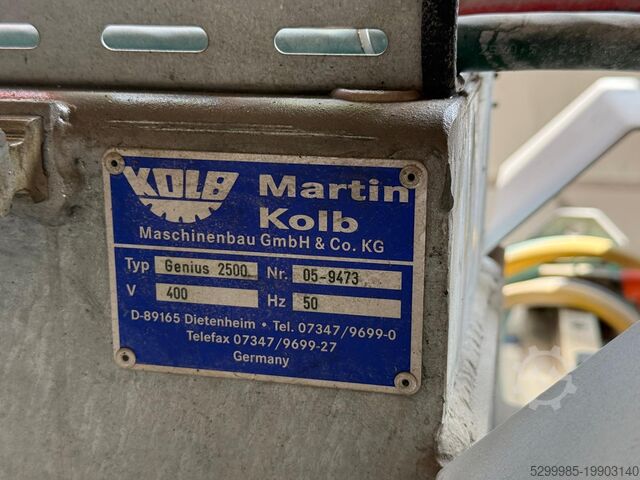 KOLB
Martin
Kolb
Maschinenbau GmbH & Co. KG
Typ Genius 2500 Nr. 05-9473
V 400 Hz 50
D-89165 Dietenheim • Tel. 07347/9699-0
Telefax 07347/9699-27
Germany
5299985-19903140